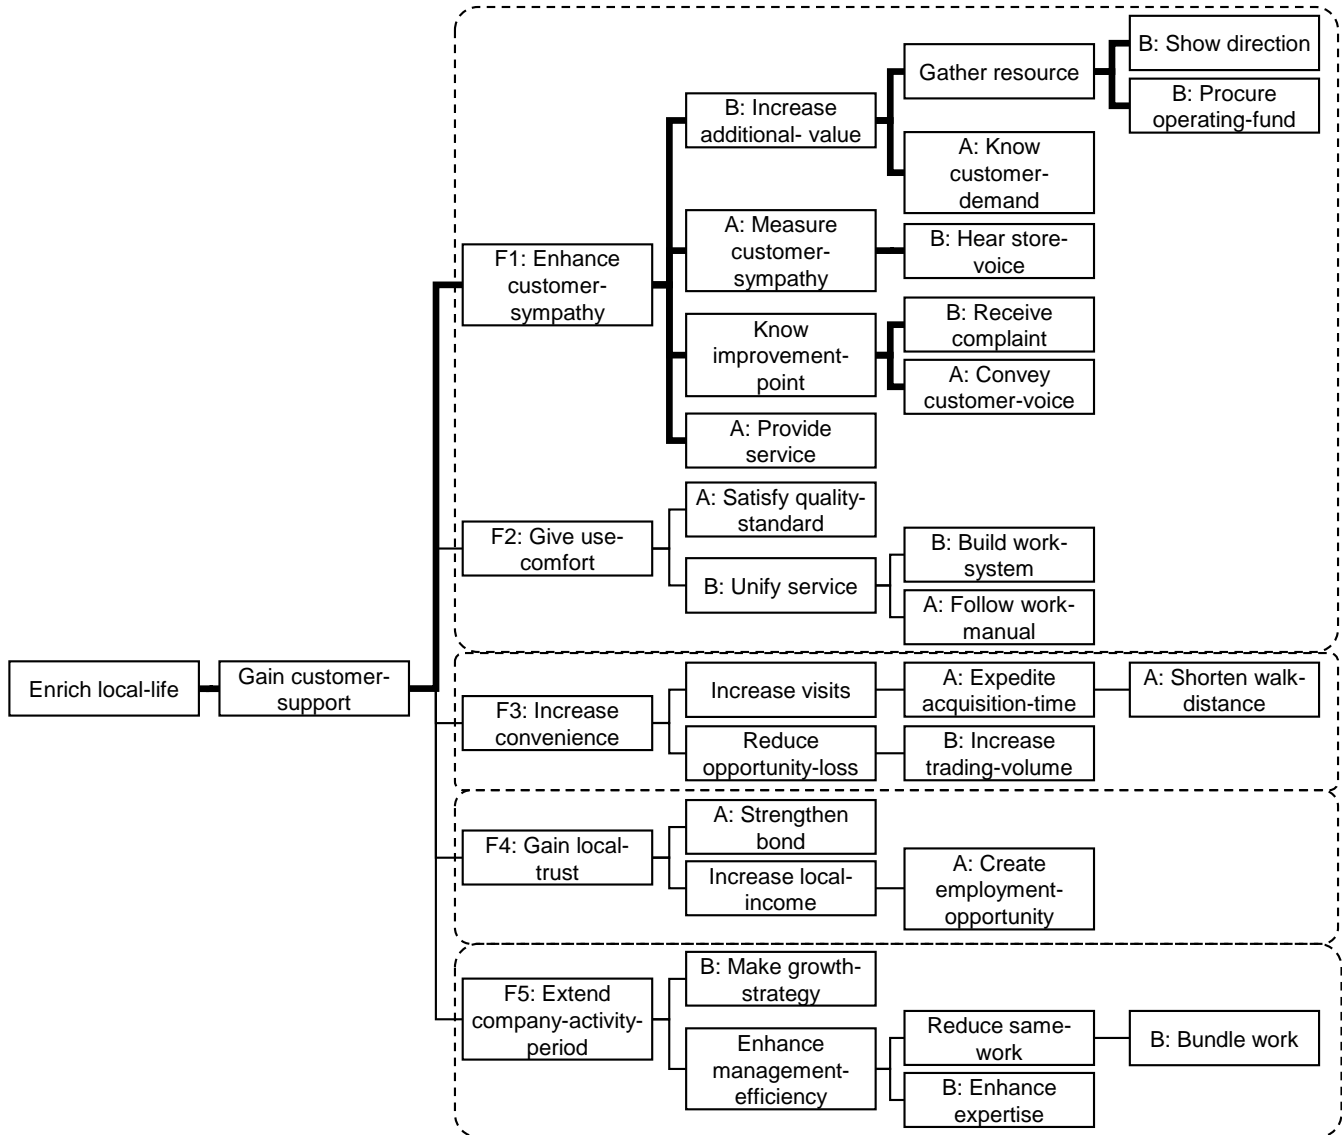 Enrich local-life
Gain customer-
support
F1: Enhance
customer-
sympathy
B: Increase
additional- value
Gather resource
B: Show direction
B: Procure
operating-fund
A: Know
customer-
demand
A: Measure
customer-
sympathy
B: Hear store-
voice
Know
improvement-
point
B: Receive
complaint
A: Convey
customer-voice
A: Provide
service
F2: Give use-
comfort
A: Satisfy quality-
standard
B: Unify service
B: Build work-
system
A: Follow work-
manual
F3: Increase
convenience
Increase visits
A: Expedite
acquisition-time
A: Shorten walk-
distance
Reduce
opportunity-loss
B: Increase
trading-volume
F4: Gain local-
trust
A: Strengthen
bond
Increase local-
income
A: Create
employment-
opportunity
F5: Extend
company-activity-
period
B: Make growth-
strategy
Enhance
management-
efficiency
Reduce same-
work
B: Bundle work
B: Enhance
expertise